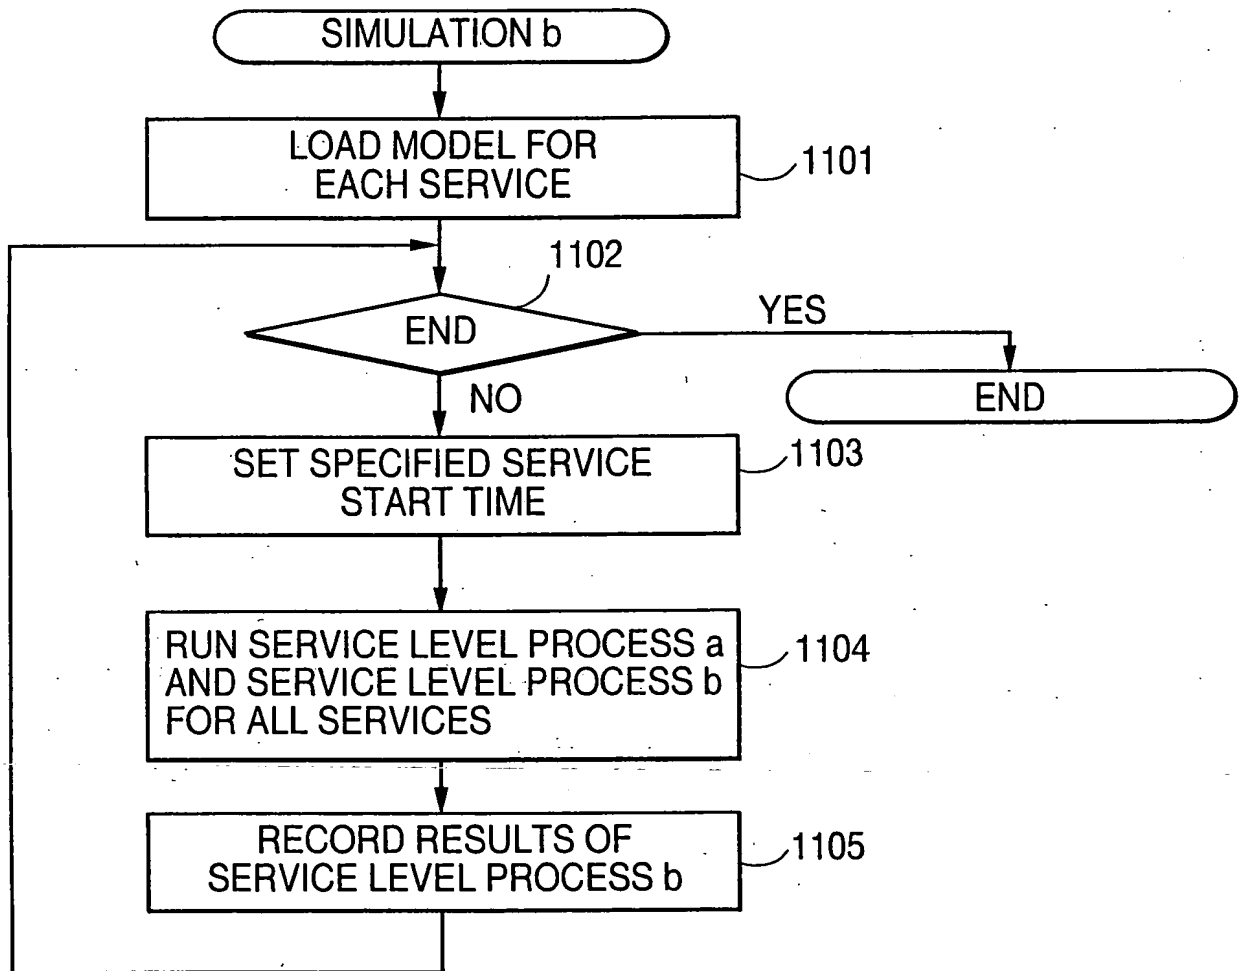 SIMULATION b
LOAD MODEL FOR
EACH SERVICE
1101
1102
END
YES
END
NO
SET SPECIFIED SERVICE
START TIME
1103
RUN SERVICE LEVEL PROCESS a
AND SERVICE LEVEL PROCESS b
FOR ALL SERVICES
1104
RECORD RESULTS OF
SERVICE LEVEL PROCESS b
1105